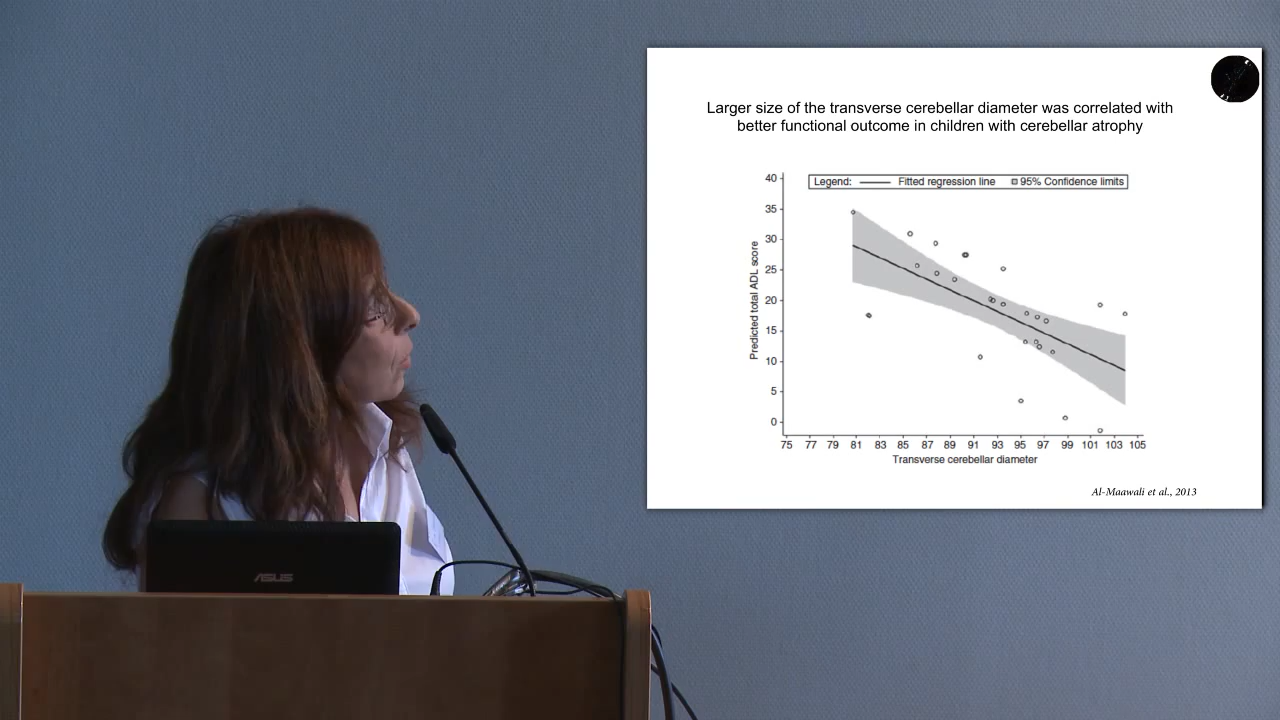 Larger size of the transverse cerebellar diameter was correlated with
better functional outcome in children with cerebellar atrophy
Legend: Fitted regression line 95% Confidence limits
Predicted total ADL score
40
35
30
25
20
15
10
5
0
75 77 79 81 83 85 87 89 91 93 95 97 99 101 103 105
Transverse cerebellar diameter
Al-Maawali et al., 2013
ASUS